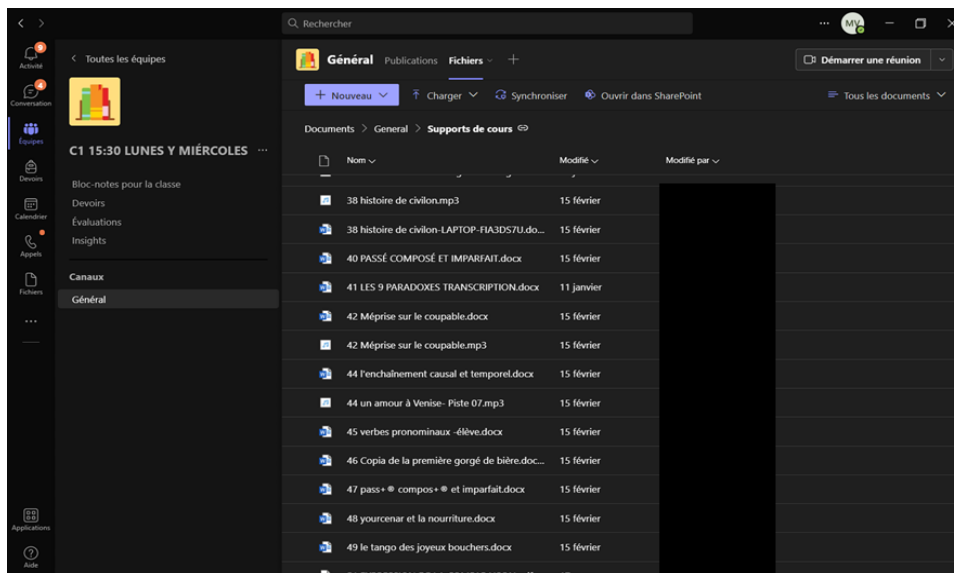 Rechercher
MV
9
Activité
4
Conversation
Équipes
Devoirs
Calendrier
Appels
Fichiers
Applications
Aide
Toutes les équipes
C1 15:30 LUNES Y MIÉRCOLES
Bloc-notes pour la classe
Devoirs
Évaluations
Insights
Canaux
Général
Général Publications Fichiers
Démarrer une réunion
Nouveau Charger Synchroniser Ouvrir dans SharePoint Tous les documents
Documents > General > Supports de cours
Nom Modifié Modifié par
38 histoire de civilon.mp3 15 février
38 histoire de civilon-LAPTOP-FIA3DS7U.do... 15 février
40 PASSÉ COMPOSÉ ET IMPARFAIT.docx 15 février
41 LES 9 PARADOXES TRANSCRIPTION.docx 11 janvier
42 Méprise sur le coupable.docx 15 février
42 Méprise sur le coupable.mp3 15 février
44 l'enchaînement causal et temporel.docx 15 février
44 un amour à Venise- Piste 07.mp3 15 février
45 verbes pronominaux -élève.docx 15 février
46 Copia de la première gorgé de bière.doc... 15 février
47 pass+® compos+® et imparfait.docx 15 février
48 yourcenar et la nourriture.docx 15 février
49 le tango des joyeux bouchers.docx 15 février